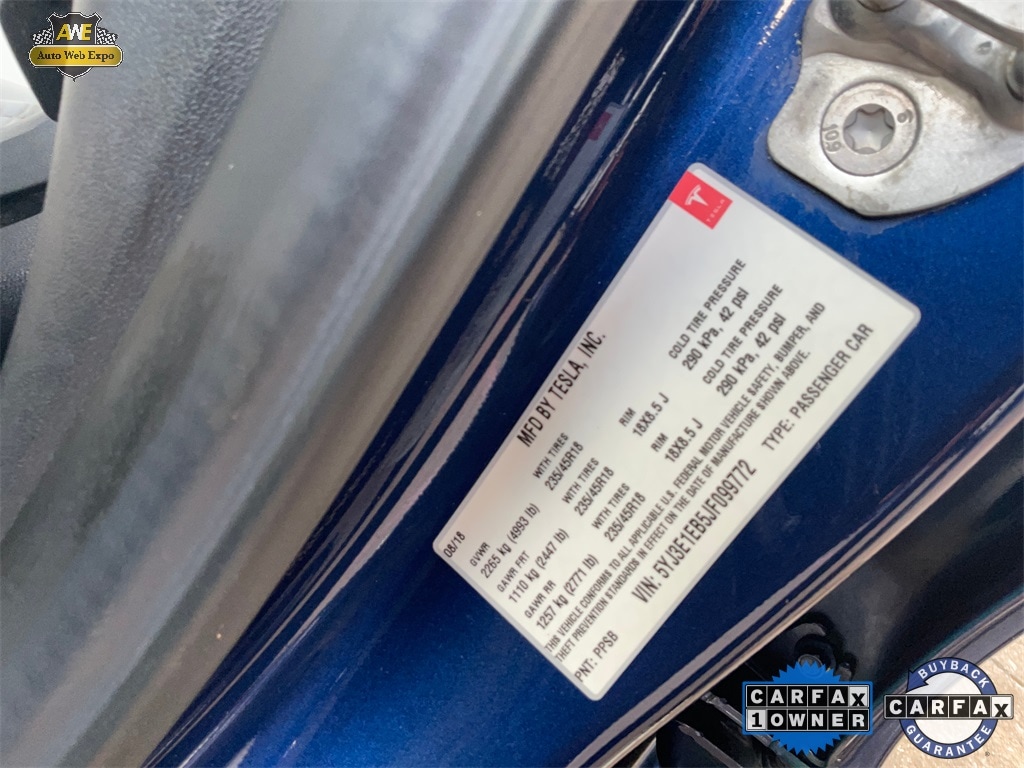 AWE
Auto Web Expo
109
TESLA
MFD BY TESLA, INC.
08/18
GVWR
2265 kg (4993 lb)
GAWR FRT WITH TIRES RIM COLD TIRE PRESSURE
1110 kg (2447 lb) 235/45R18 18X8.5 J 290 kPa, 42 psi
GAWR RR WITH TIRES RIM COLD TIRE PRESSURE
1257 kg (2771 lb) 235/45R18 18X8.5 J 290 kPa, 42 psi
WITH TIRES
235/45R18
THIS VEHICLE CONFORMS TO ALL APPLICABLE U.S. FEDERAL MOTOR VEHICLE SAFETY, BUMPER, AND
THEFT PREVENTION STANDARDS IN EFFECT ON THE DATE OF MANUFACTURE SHOWN ABOVE.
VIN: 5YJ3E1EB5JF099772 TYPE: PASSENGER CAR
PNT: PPSB
CARFAX
1 OWNER
BUYBACK
CARFAX
GUARANTEE